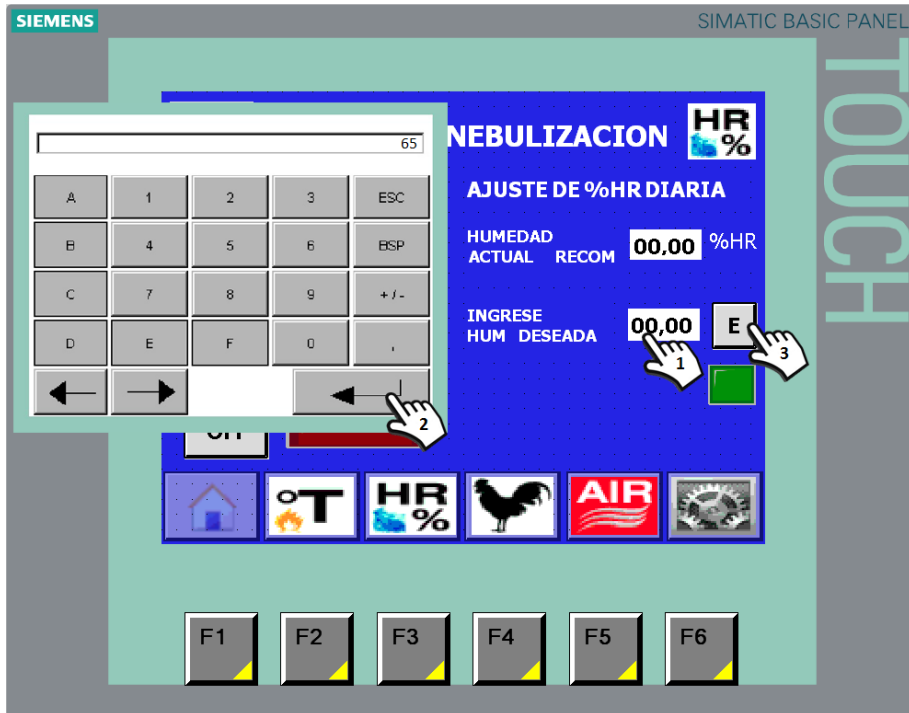 SIEMENS
SIMATIC BASIC PANEL
TOUCH
NEBULIZACION
HR
%
65
A 1 2 3 ESC
B 4 5 6 BSP
C 7 8 9 +/-
D E F 0 ,
AJUSTE DE %HR DIARIA
HUMEDAD
ACTUAL RECOM 00,00 %HR
INGRESE
HUM DESEADA 00,00 E
1
3
2
°T HR
%
AIR
F1 F2 F3 F4 F5 F6